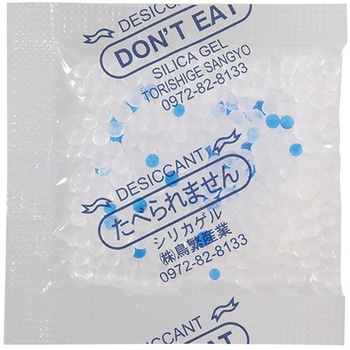 DESICCANT
DON'T EAT
SILICA GEL
TORISHIGE SANGYO
0972-82-8133
DESICCANT
たべられません
シリカゲル
㈱鳥繁産業
0972-82-8133
DESICCANT